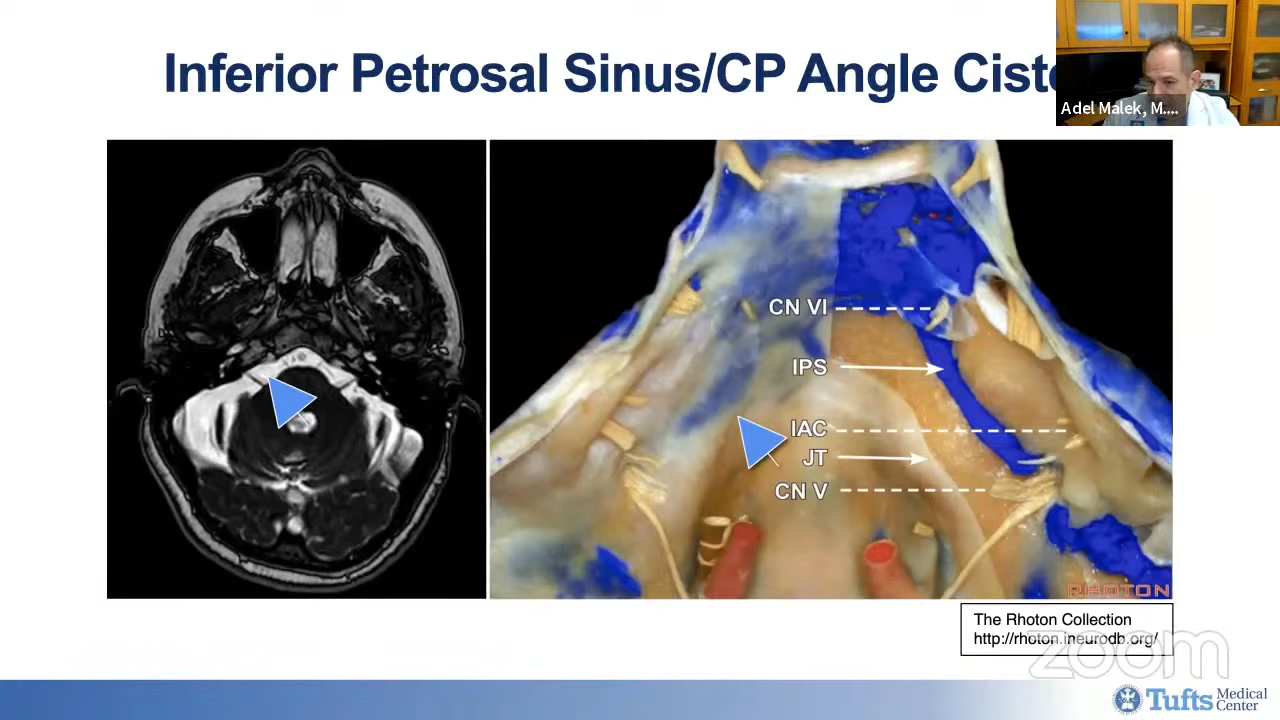 Inferior Petrosal Sinus/CP Angle Ciste
Adel Malek, M....
CN VI
IPS
IAC
JT
CN V
RHOTON
The Rhoton Collection
http://rhoton.ineurodb.org/
zoom
Tufts Medical
Center